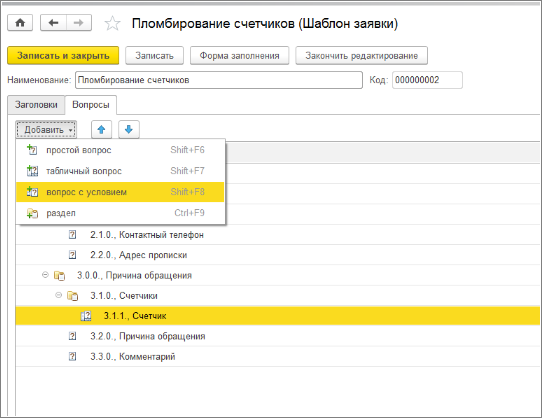 Пломбирование счетчиков (Шаблон заявки)
Записать и закрыть Записать Форма заполнения Закончить редактирование
Наименование: Пломбирование счетчиков Код: 000000002
Заголовки Вопросы
Добавить
простой вопрос Shift+F6
табличный вопрос Shift+F7
вопрос с условием Shift+F8
раздел Ctrl+F9
2.1.0., Контактный телефон
2.2.0., Адрес прописки
3.0.0., Причина обращения
3.1.0., Счетчики
3.1.1., Счетчик
3.2.0., Причина обращения
3.3.0., Комментарий